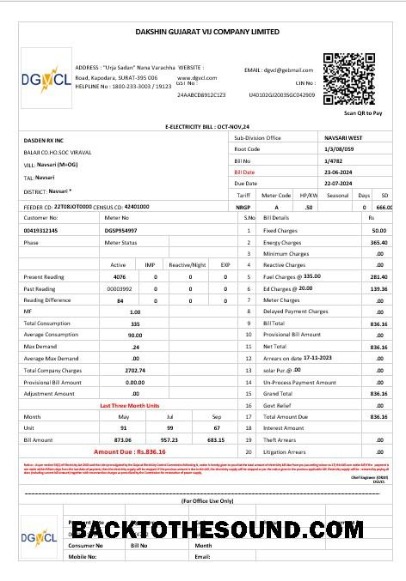 DAKSHIN GUJARAT VIJ COMPANY LIMITED
DGVCL
ADDRESS : "Urja Sadan" Nana Varachha
Road, Kapodara, SURAT-395 006
HELPLINE No : 1800-233-3003 / 19123
WEBSITE :
www.dgvcl.com
24AABCD8912C1Z3
EMAIL : dgvcl@gebmail.com
CIN No :
U40102GJ2003SGC042909
Scan QR to Pay
E-ELECTRICITY BILL : OCT-NOV,24
DASDEN RX INC
BALAJI CO.HO.SOC VIRAVAL
VILL: Navsari (M+OG)
TAL: Navsari
DISTRICT: Navsari *
Sub-Division Office NAVSARI WEST
Root Code 1/3/08/059
Bill No 1/4782
Bill Date 23-06-2024
Due Date 22-07-2024
Tariff Meter Code HP/KW Seasonal Days SD
NRGP A .50 0 666.00
FEEDER CD: CENSUS CD: 42401000
Customer No: Meter No
00419312145 DGSP954997
Phase Meter Status
Active IMP Reactive/Night EXP
Present Reading 4076 0 0 0
Past Reading 00003992 0 0 0
Reading Difference 84 0 0 0
MF 1.00
Total Consumption 335
Average Consumption 90.00
Max Demand .24
Average Max Demand .00
Total Company Charges 2702.74
Provisional Bill Amount 0.00.00
Adjustment Amount .00
Last Three Month Units
Month May Jul Sep
Unit 91 99 67
Bill Amount 873.06 957.23 683.15
Amount Due : Rs.836.16
S.No Bill Details Rs
1 Fixed Charges 50.00
2 Energy Charges 365.40
3 Minimum Charges .00
4 Reactive Charges .00
5 Fuel Charges @ 335.00 281.40
6 Ed Charges @ 20.00 139.36
7 Meter Charges .00
8 Delayed Payment Charges .00
9 Bill Total 836.16
10 Provisional Bill Amount .00
11 Net Total 836.16
12 Arrears on date 17-11-2023 .00
13 solar Pur @ .00 .00
14 Un-Process Payment Amount .00
15 Grand Total 836.16
16 Govt Relief .00
17 Total Amount Due 836.16
18 Interest Amount .00
19 Theft Arrears .00
20 Litigation Arrears .00
(For Office Use Only)
DGVCL
BACKTOTHESOUND.COM
Consumer No Bill No Month
Mobile No: Email: